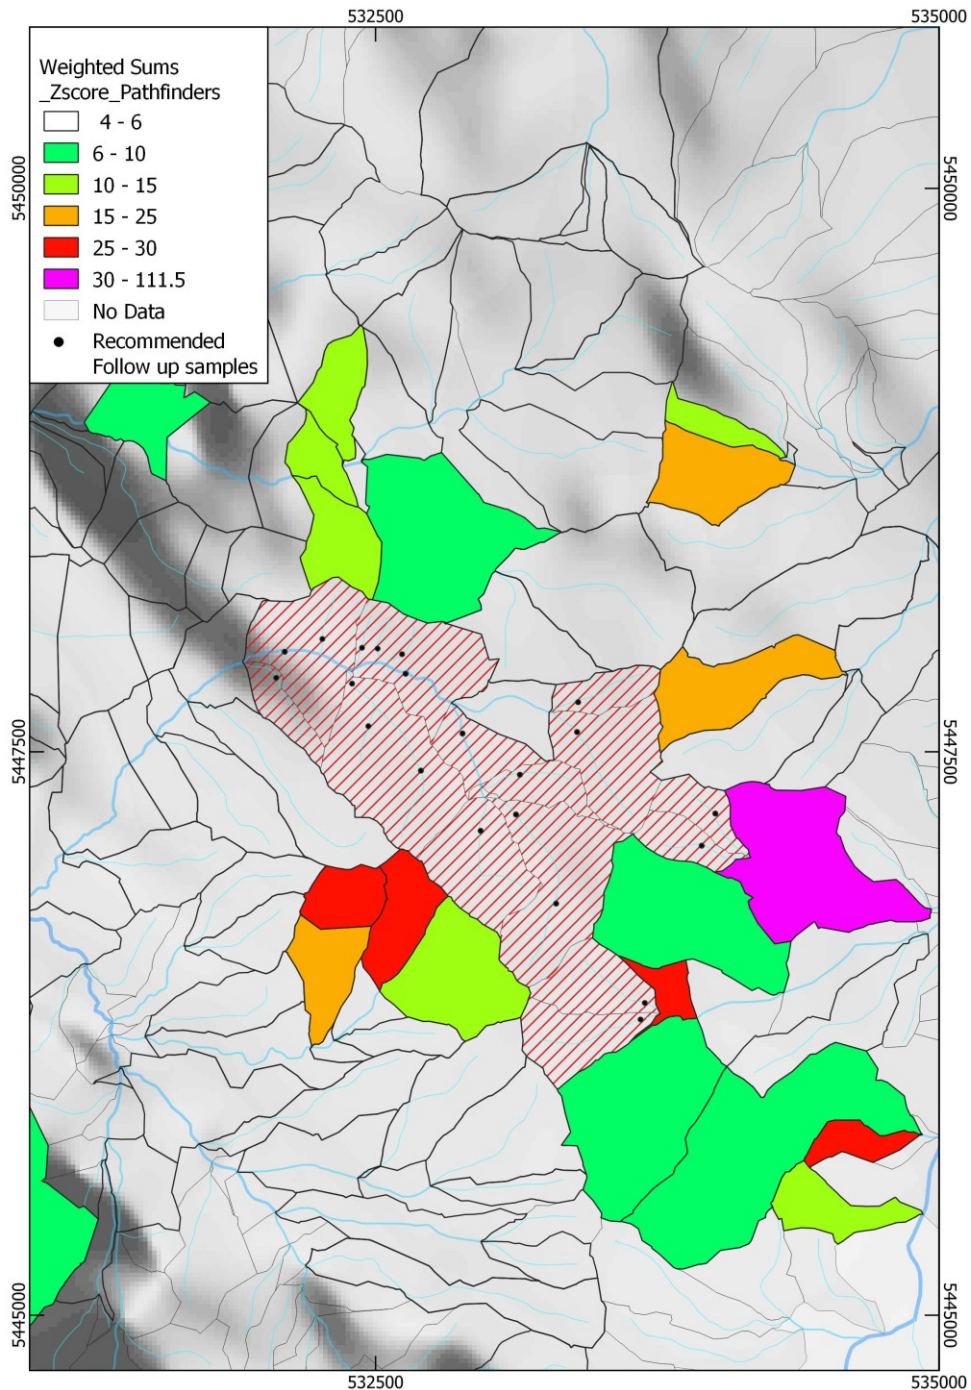 532500
535000
Weighted Sums
_Zscore_Pathfinders
4 - 6
6 - 10
10 - 15
15 - 25
25 - 30
30 - 111.5
No Data
Recommended
Follow up samples
5450000
5450000
5447500
5447500
5445000
5445000
532500
535000